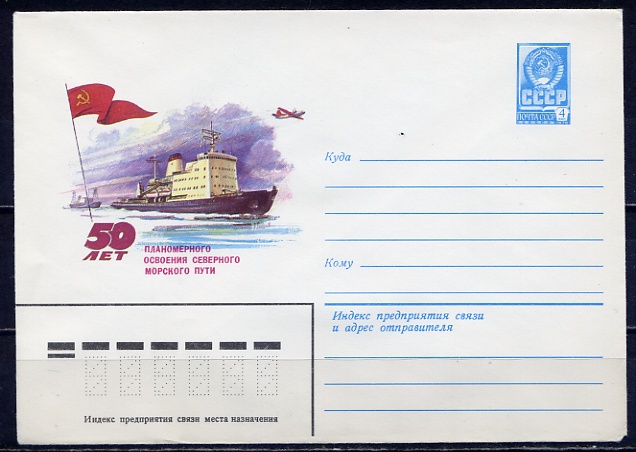 СССР
ПОЧТА СССР 4
50 ЛЕТ
ПЛАНОМЕРНОГО
ОСВОЕНИЯ СЕВЕРНОГО
МОРСКОГО ПУТИ
Куда
Кому
Индекс предприятия связи
и адрес отправителя
Индекс предприятия связи места назначения